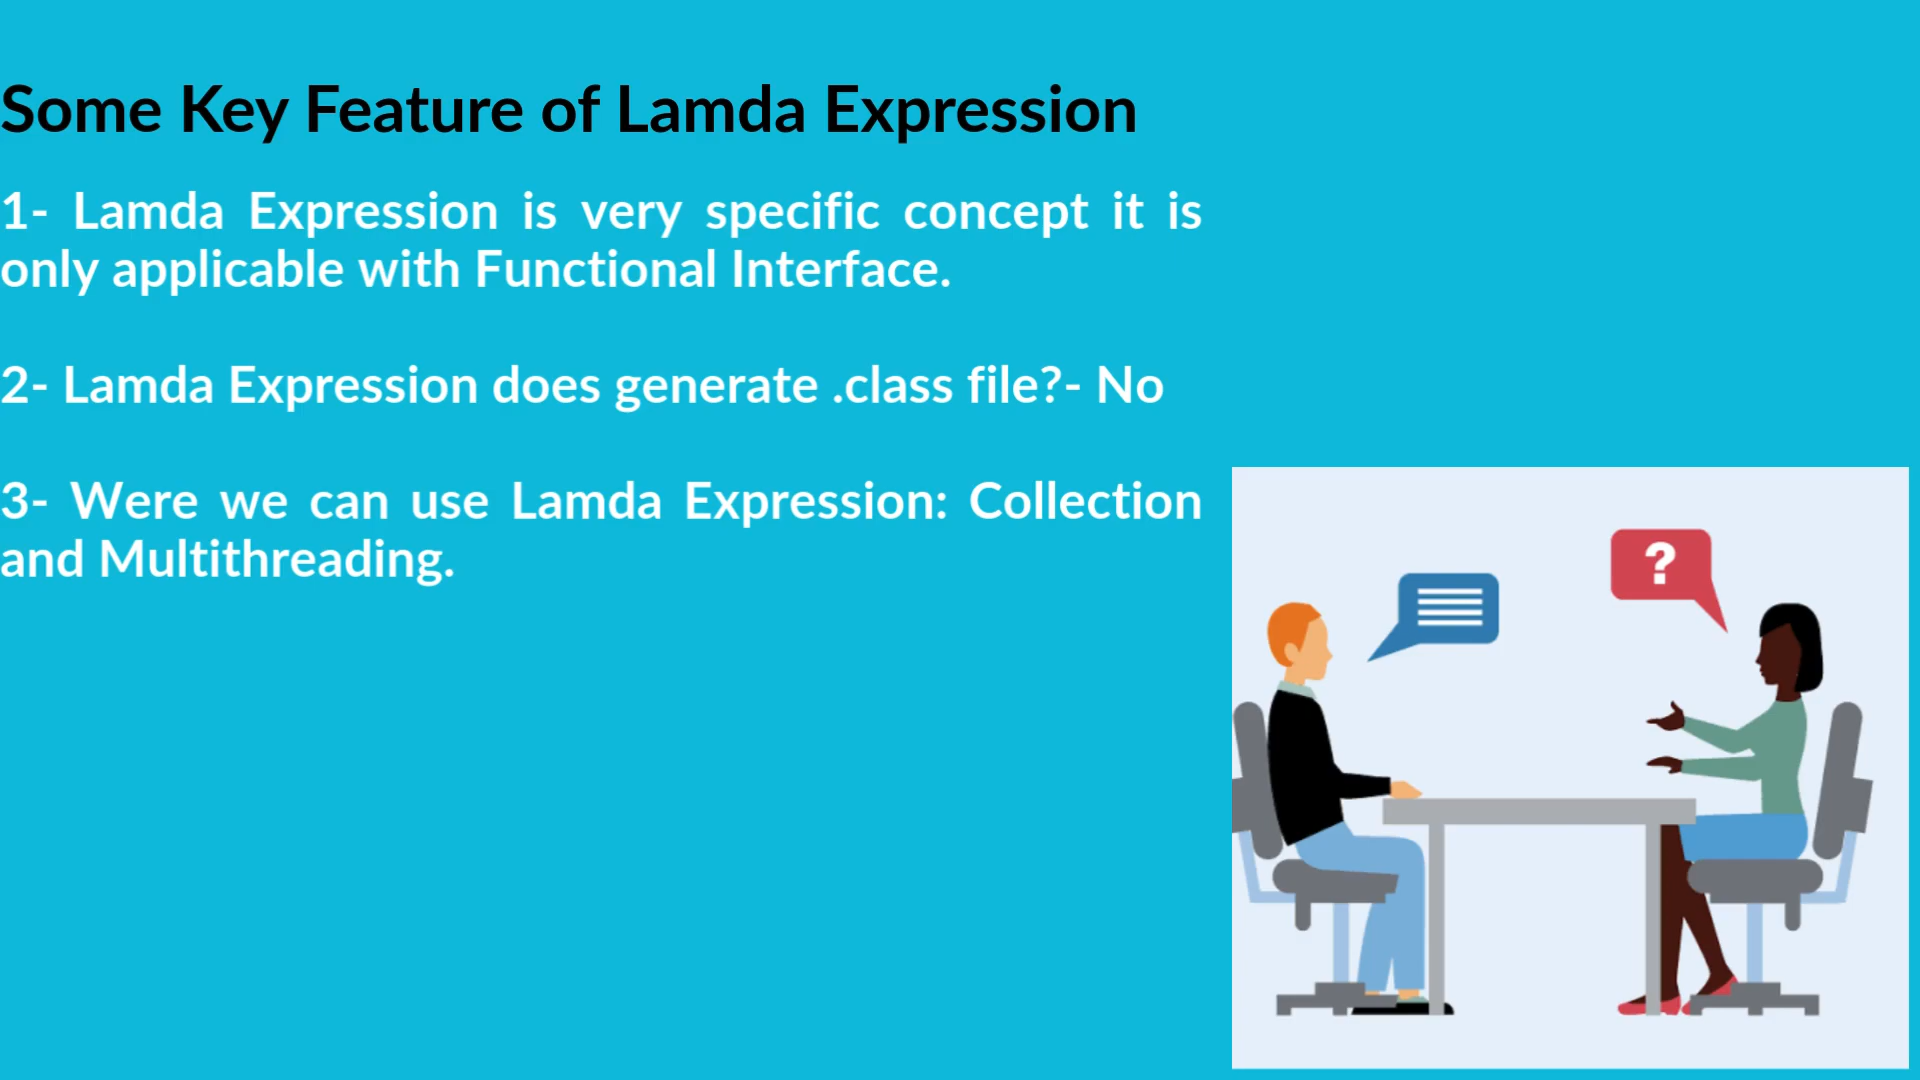 Some Key Feature of Lamda Expression
1- Lamda Expression is very specific concept it is
only applicable with Functional Interface.
2- Lamda Expression does generate .class file?- No
3- Were we can use Lamda Expression: Collection
and Multithreading.
?